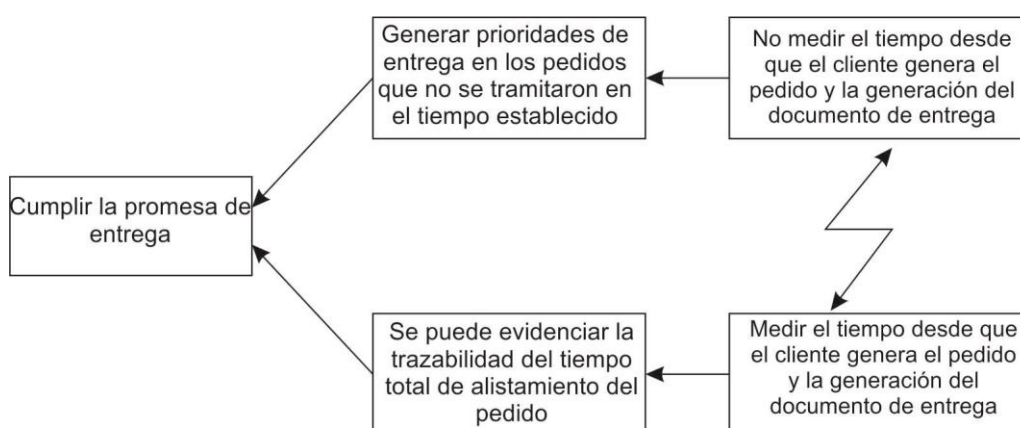 Generar prioridades de
entrega en los pedidos
que no se tramitaron en
el tiempo establecido
No medir el tiempo desde
que el cliente genera el
pedido y la generación del
documento de entrega
Cumplir la promesa de
entrega
Se puede evidenciar la
trazabilidad del tiempo
total de alistamiento del
pedido
Medir el tiempo desde que
el cliente genera el pedido
y la generación del
documento de entrega